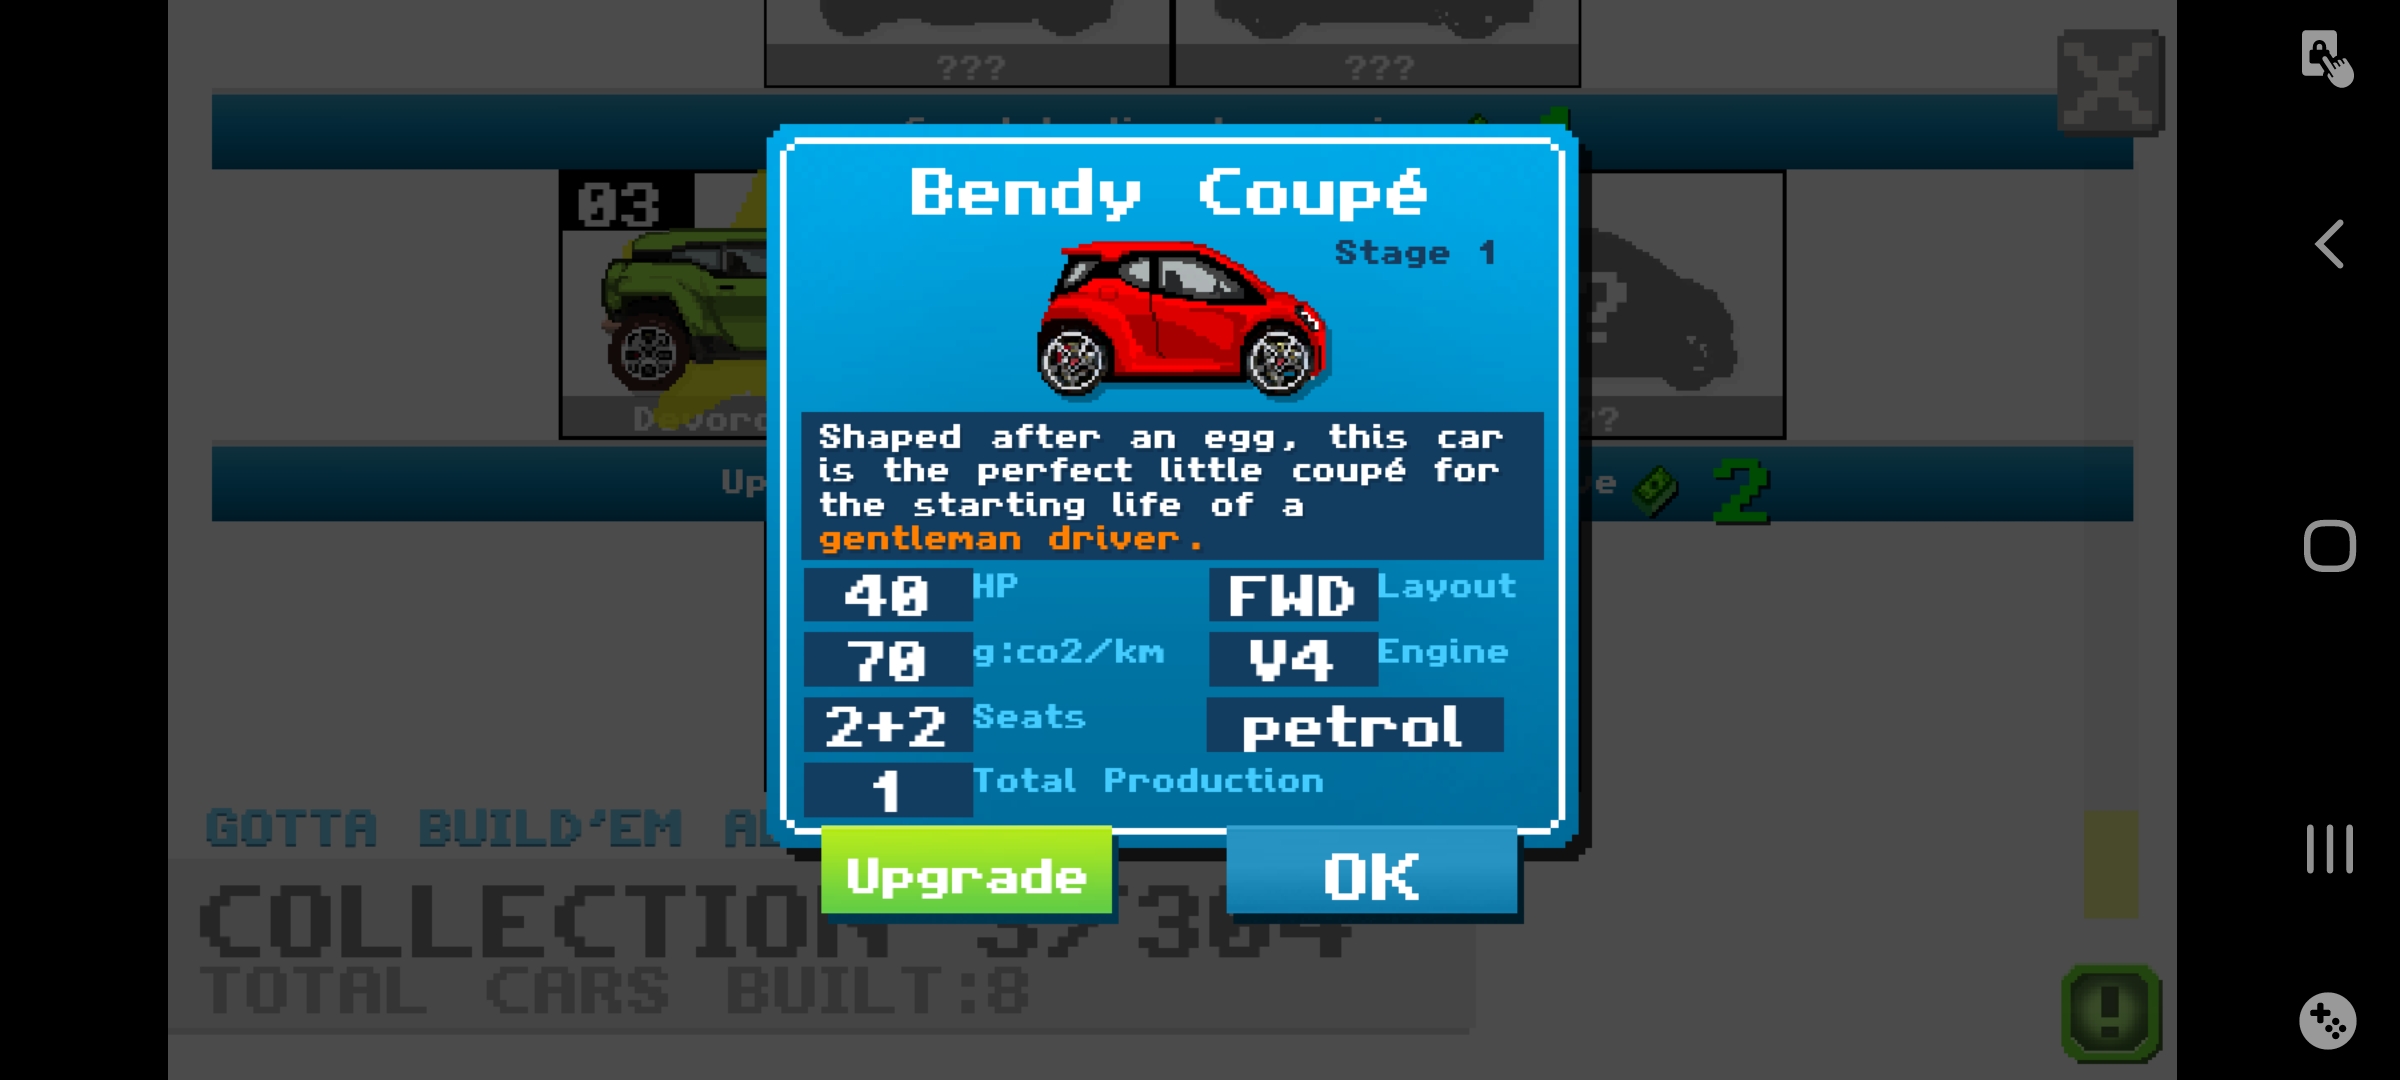 ???
???
03
Bendy Coupé
Stage 1
?
Shaped after an egg, this car
is the perfect little coupé for
the starting life of a
gentleman driver.
2
40 HP
FWD Layout
70 g:co2/km
V4 Engine
2+2 Seats
petrol
1 Total Production
GOTTA BUILD'EM
Upgrade
OK
COLLECTION
TOTAL CARS BUILT:8
!